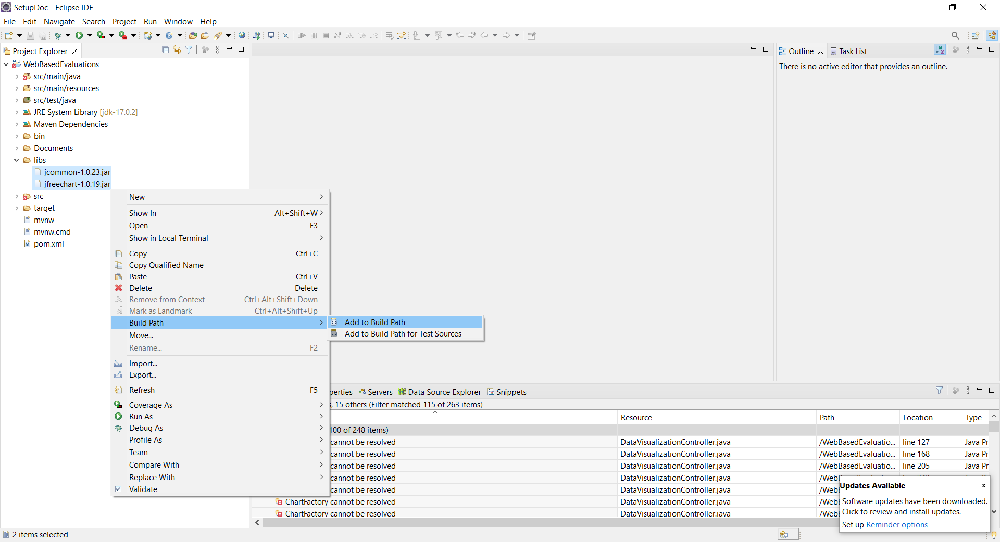 SetupDoc - Eclipse IDE
File Edit Navigate Search Project Run Window Help
Project Explorer
WebBasedEvaluations
src/main/java
src/main/resources
src/test/java
JRE System Library [jdk-17.0.2]
Maven Dependencies
bin
Documents
libs
jcommon-1.0.23.jar
jfreechart-1.0.19.jar
src
target
mvnw
mvnw.cmd
pom.xml
New
Show In Alt+Shift+W
Open F3
Show in Local Terminal
Copy Ctrl+C
Copy Qualified Name
Paste Ctrl+V
Delete Delete
Remove from Context Ctrl+Alt+Shift+Down
Mark as Landmark Ctrl+Alt+Shift+Up
Build Path
Move...
Rename... F2
Import...
Export...
Refresh F5
Coverage As
Run As
Debug As
Profile As
Team
Compare With
Replace With
Validate
Add to Build Path
Add to Build Path for Test Sources
Outline Task List
There is no active editor that provides an outline.
perties Servers Data Source Explorer Snippets
s, 15 others (Filter matched 115 of 263 items)
Resource Path Location Type
100 of 248 items)
cannot be resolved DataVisualizationController.java /WebBasedEvaluatio... line 127 Java Pr
cannot be resolved DataVisualizationController.java /WebBasedEvaluatio... line 168 Java Pr
cannot be resolved DataVisualizationController.java /WebBasedEvaluatio... line 205 Java Pr
cannot be resolved DataVisualizationController.java /WebB
cannot be resolved DataVisualizationController.java /WebB
ChartFactory cannot be resolved DataVisualizationController.java /WebB
ChartFactory cannot be resolved DataVisualizationController.java /WebB
Updates Available
Software updates have been downloaded.
Click to review and install updates.
Set up Reminder options
2 items selected